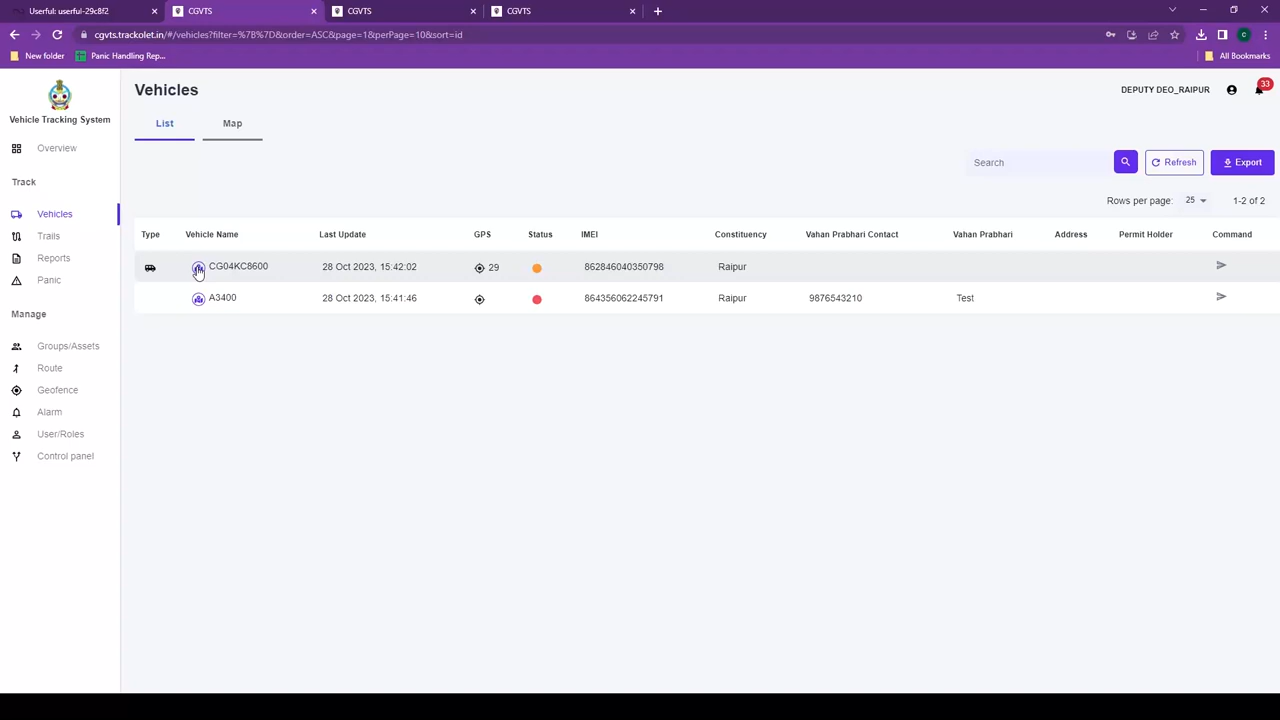 Userful: userful-29c8f2
CGVTS
CGVTS
CGVTS
cgvts.trackolet.in/#/vehicles?filter=%7B%7D&order=ASC&page=1&perPage=10&sort=id
New folder
Panic Handling Rep...
All Bookmarks
Vehicle Tracking System
Overview
Track
Vehicles
Trails
Reports
Panic
Manage
Groups/Assets
Route
Geofence
Alarm
User/Roles
Control panel
Vehicles
DEPUTY DEO_RAIPUR
33
List Map
Search Refresh Export
Rows per page: 25 1-2 of 2
Type Vehicle Name Last Update GPS Status IMEI Constituency Vahan Prabhari Contact Vahan Prabhari Address Permit Holder Command
CG04KC8600 28 Oct 2023, 15:42:02 29 862846040350798 Raipur
A3400 28 Oct 2023, 15:41:46 864356062245791 Raipur 9876543210 Test